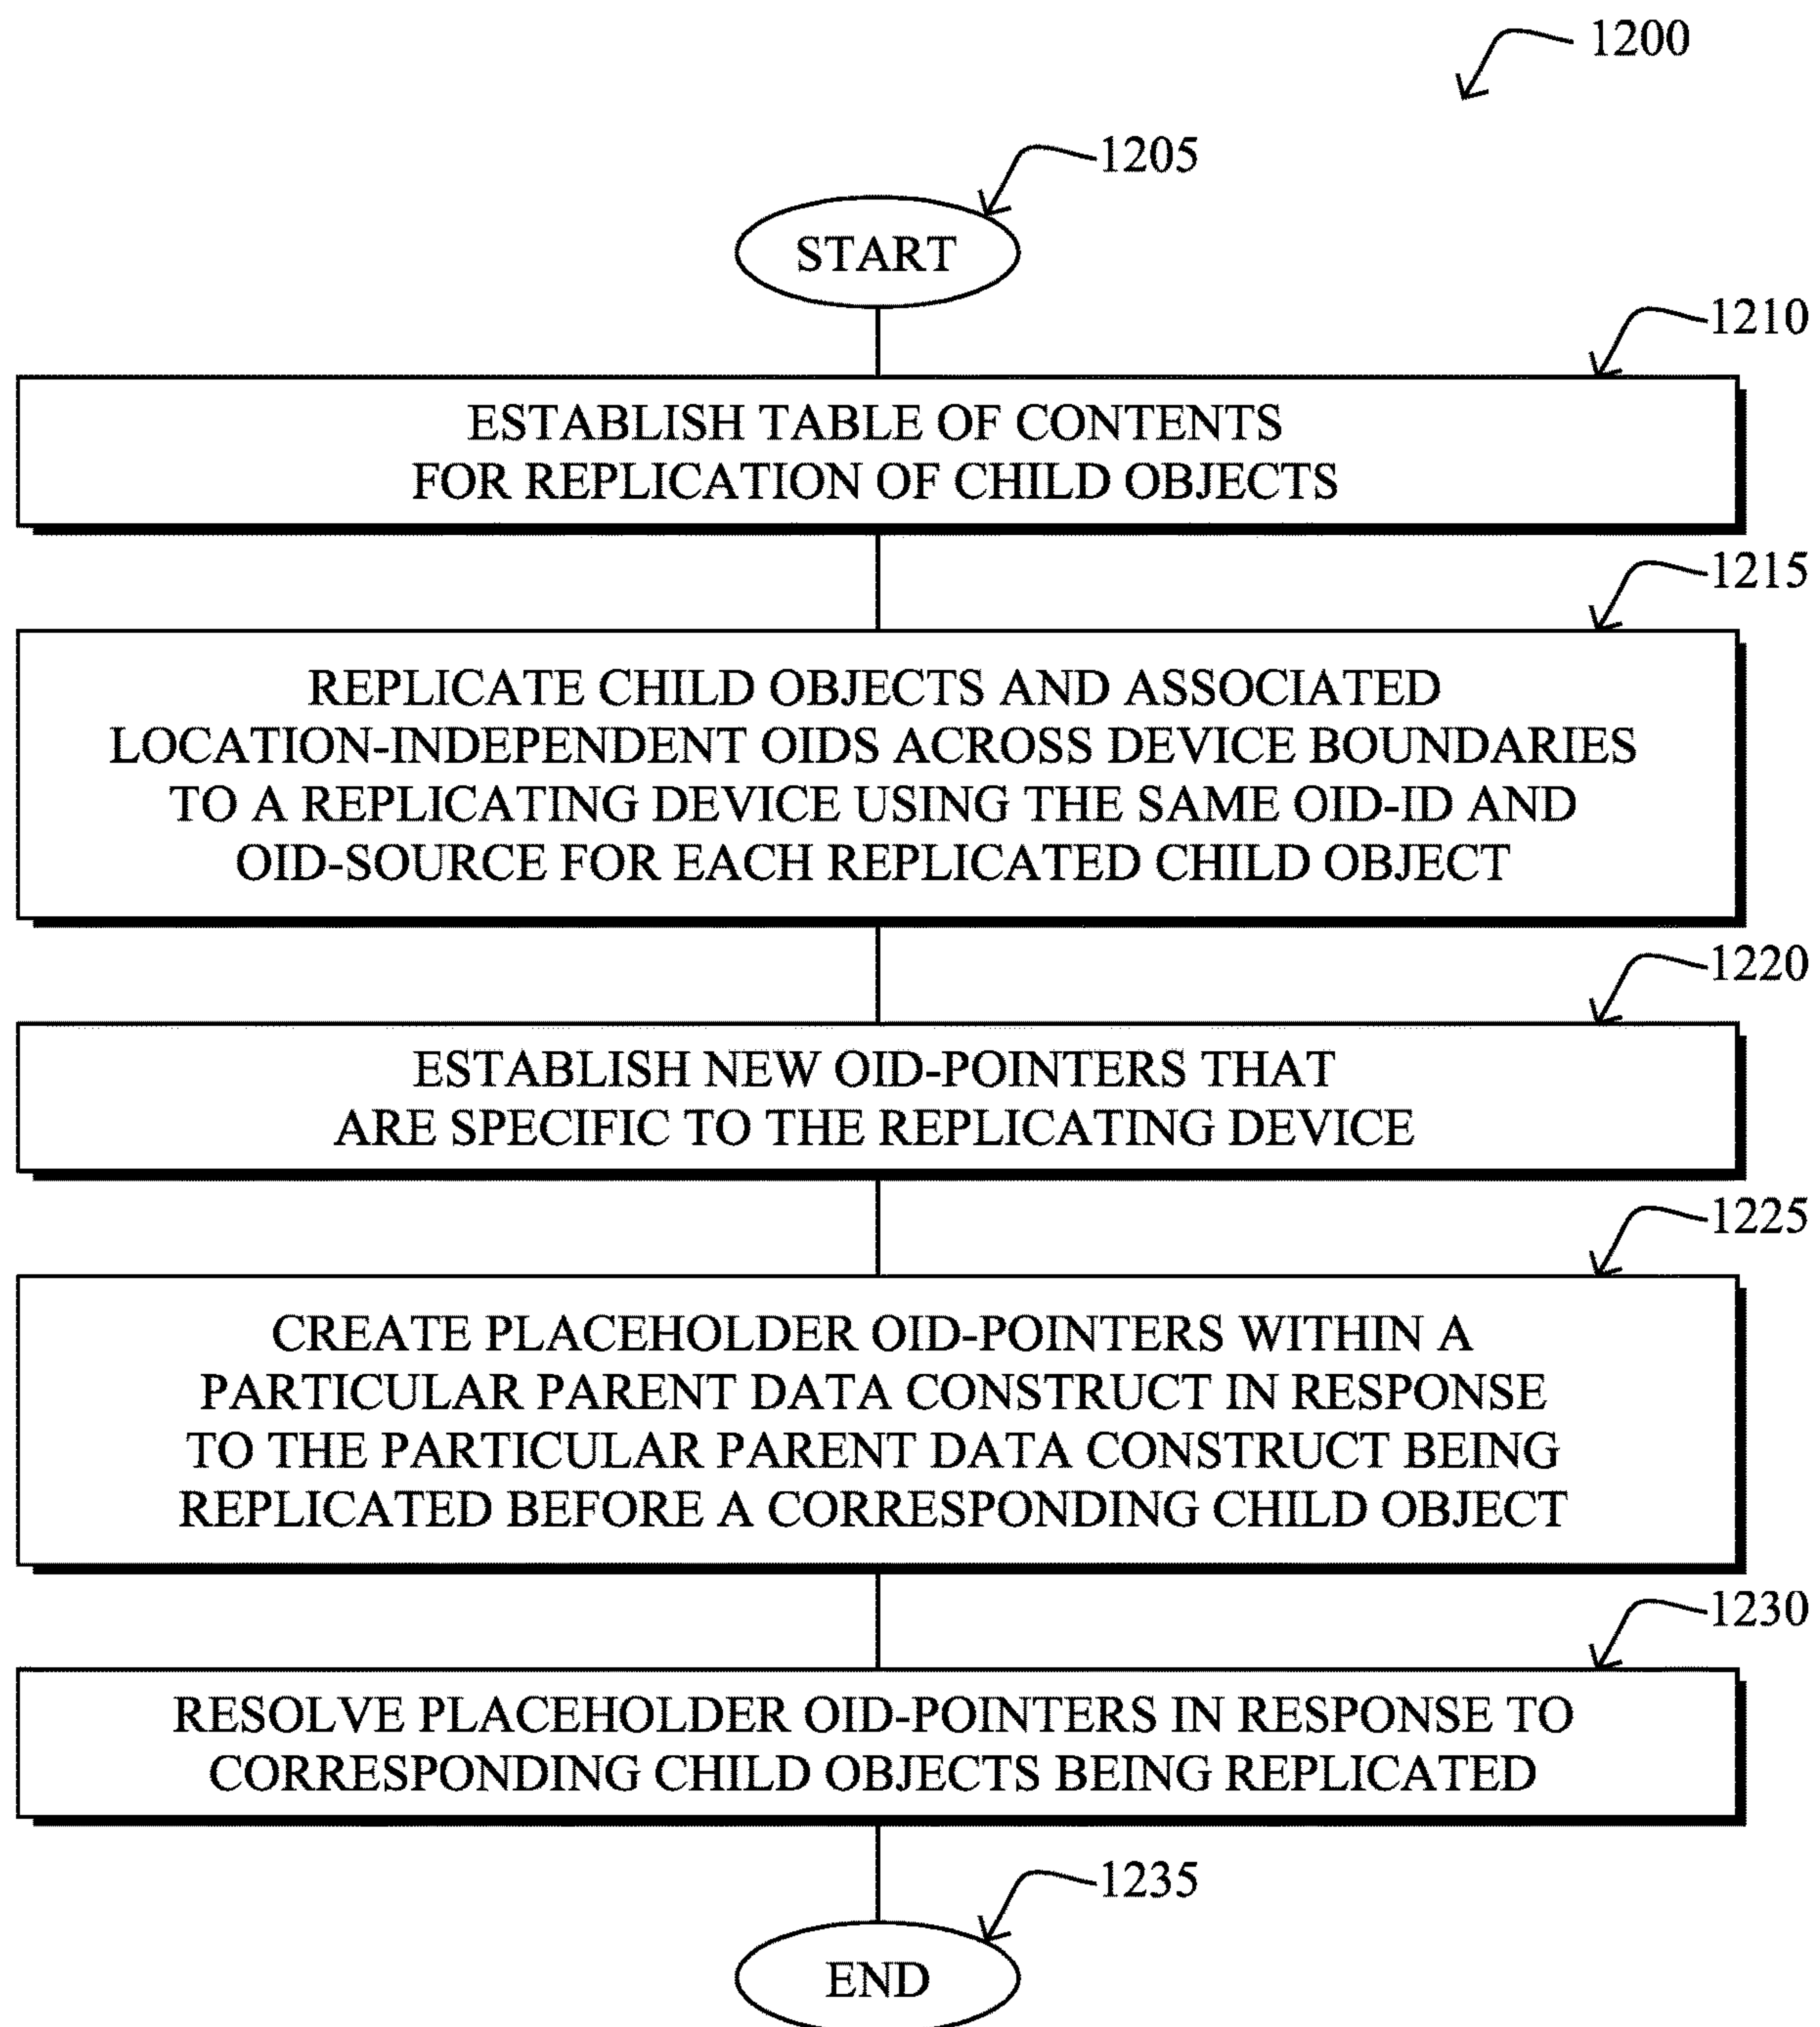 1200
1205
START
1210
ESTABLISH TABLE OF CONTENTS
FOR REPLICATION OF CHILD OBJECTS
1215
REPLICATE CHILD OBJECTS AND ASSOCIATED
LOCATION-INDEPENDENT OIDS ACROSS DEVICE BOUNDARIES
TO A REPLICATING DEVICE USING THE SAME OID-ID AND
OID-SOURCE FOR EACH REPLICATED CHILD OBJECT
1220
ESTABLISH NEW OID-POINTERS THAT
ARE SPECIFIC TO THE REPLICATING DEVICE
1225
CREATE PLACEHOLDER OID-POINTERS WITHIN A
PARTICULAR PARENT DATA CONSTRUCT IN RESPONSE
TO THE PARTICULAR PARENT DATA CONSTRUCT BEING
REPLICATED BEFORE A CORRESPONDING CHILD OBJECT
1230
RESOLVE PLACEHOLDER OID-POINTERS IN RESPONSE TO
CORRESPONDING CHILD OBJECTS BEING REPLICATED
1235
END